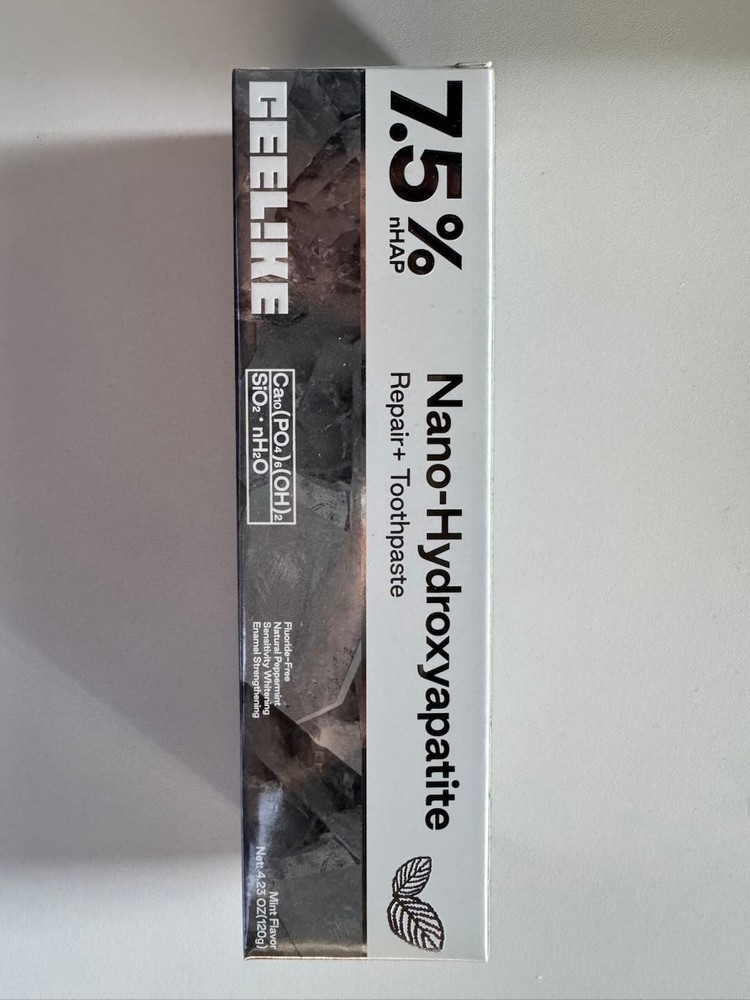 7.5%
nHAP
Nano-Hydroxyapatite
Repair+ Toothpaste
CEELIKE
Ca₁₀(PO₄)₆(OH)₂
SiO₂ · nH₂O
Fluoride-Free
Natural Peppermint
Sensitivity Whitening
Enamel Strengthening
Mint Flavor
Net: 4.23 OZ(120g)